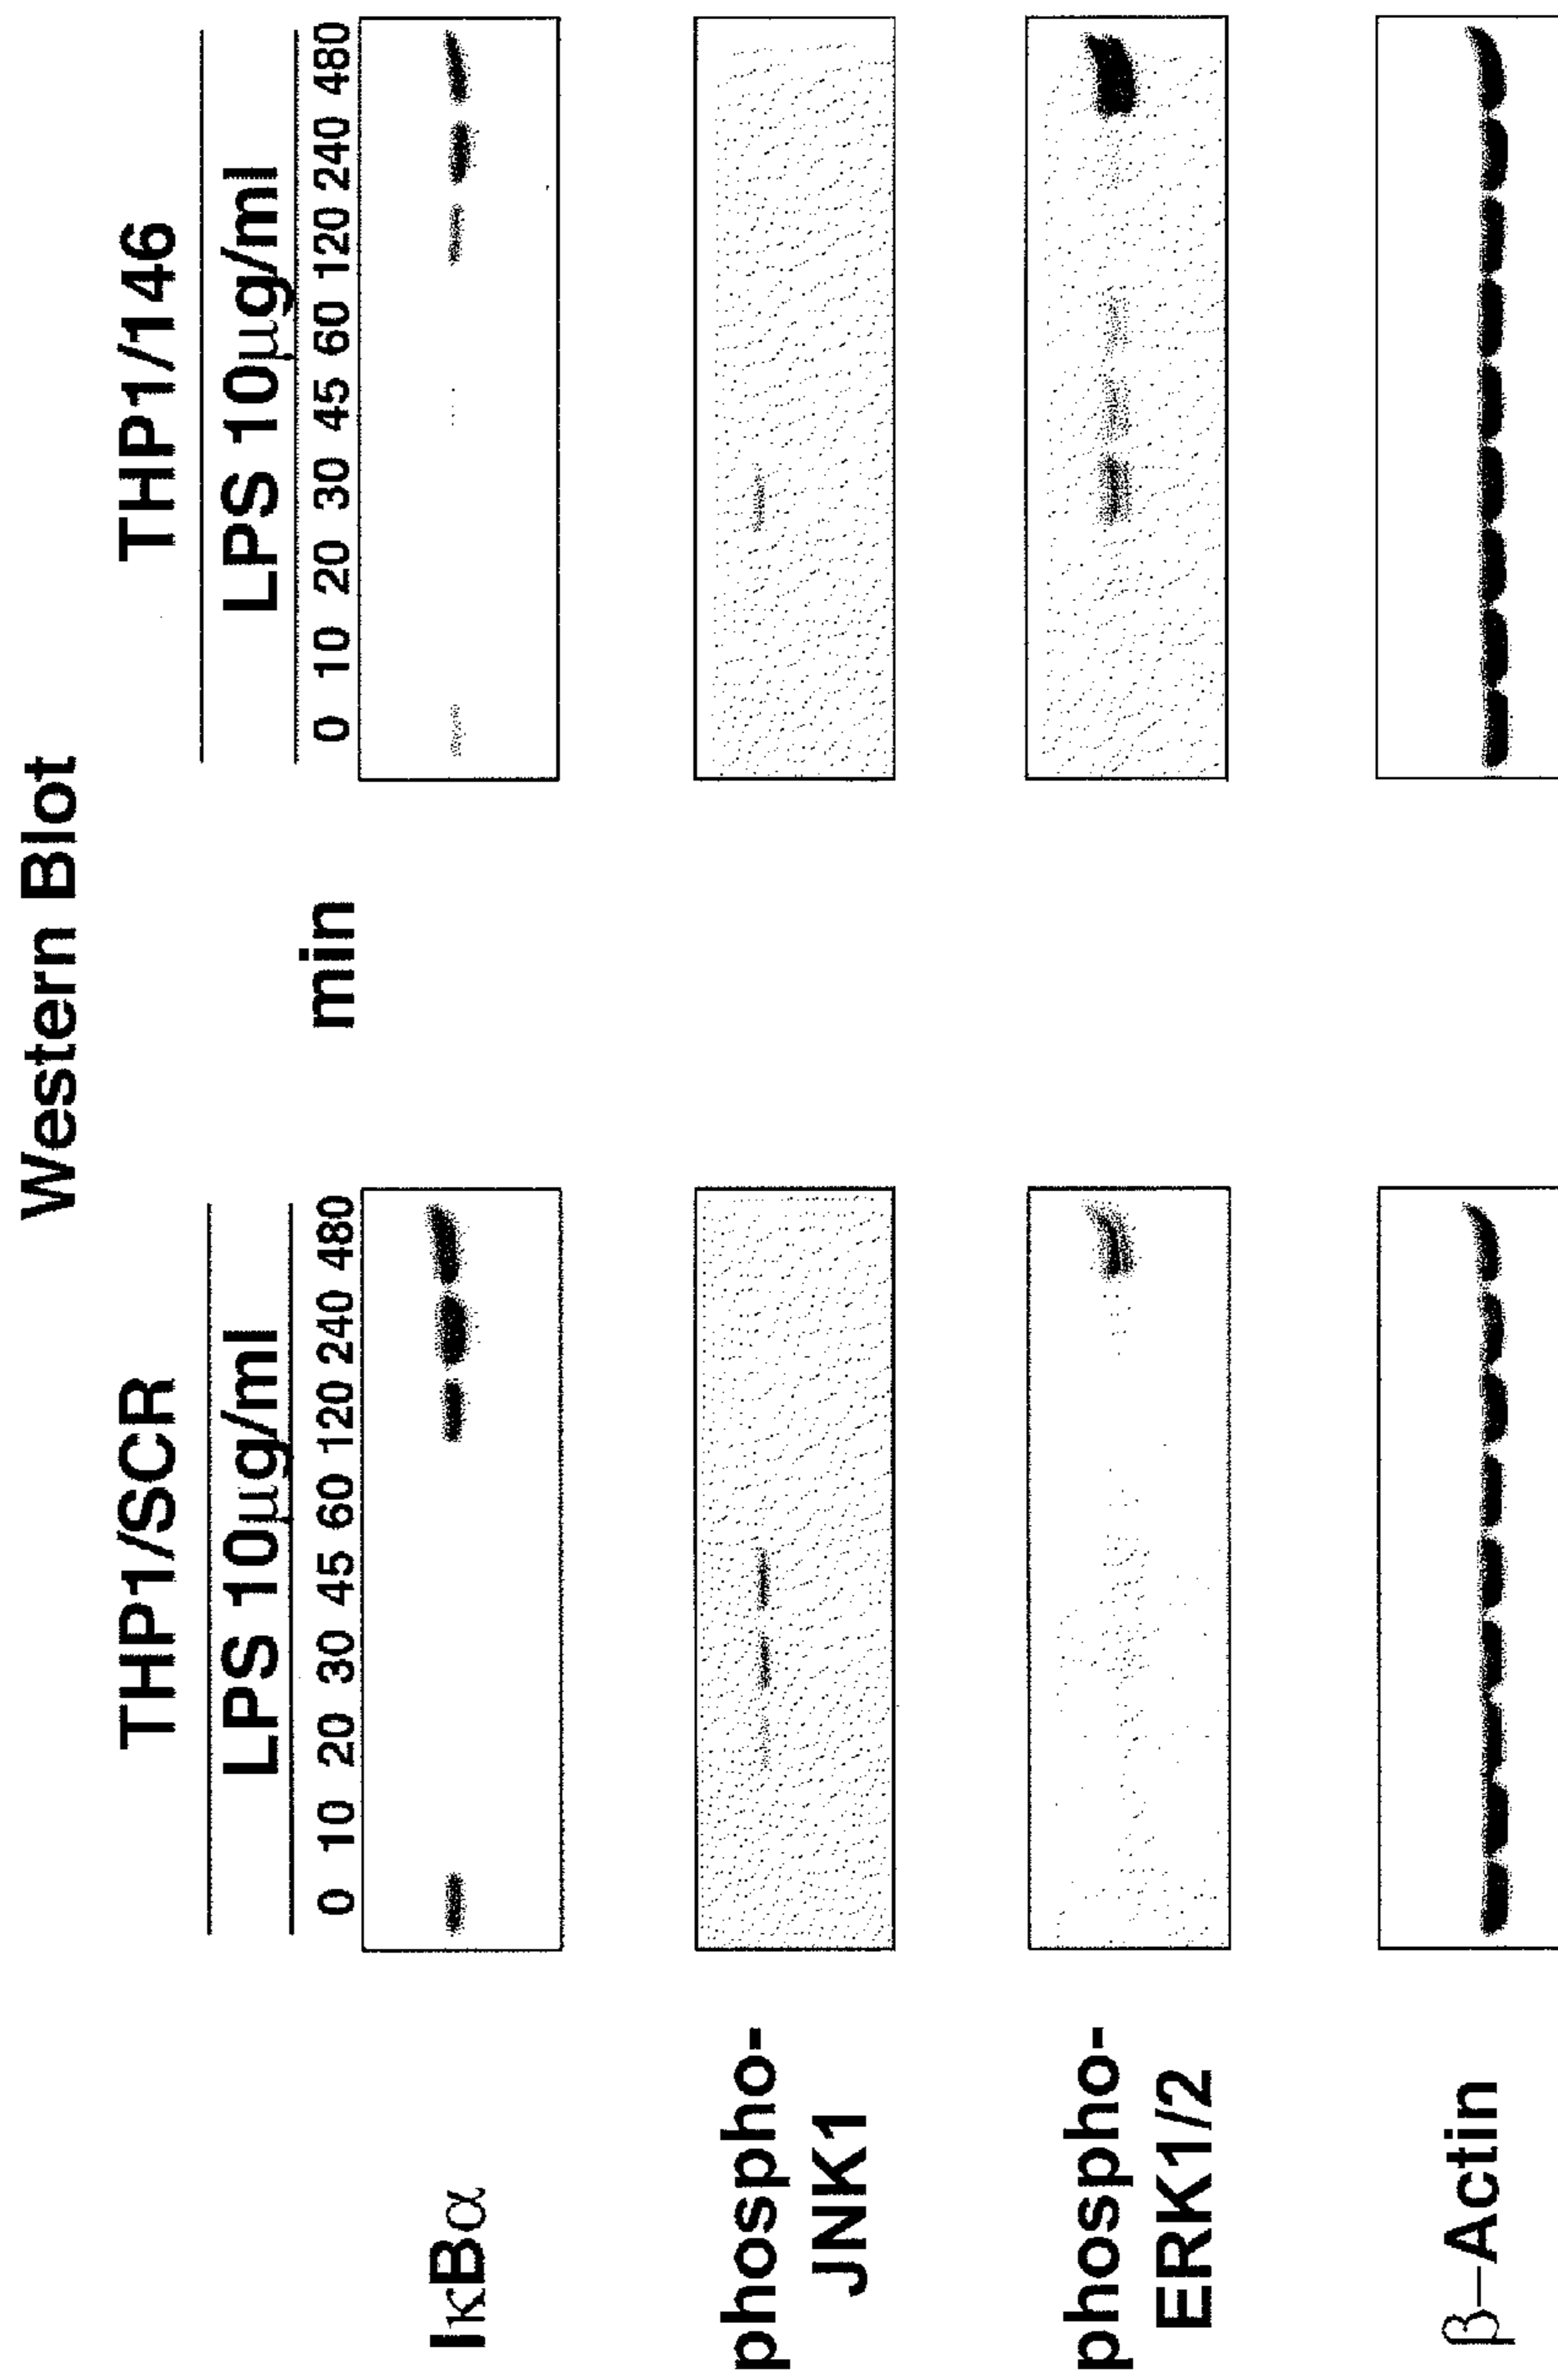 Western Blot
THP1/SCR
THP1/146
LPS 10μg/ml
LPS 10μg/ml
0 10 20 30 45 60 120 240 480
min
0 10 20 30 45 60 120 240 480
IκBα
phospho-
JNK1
phospho-
ERK1/2
β–Actin